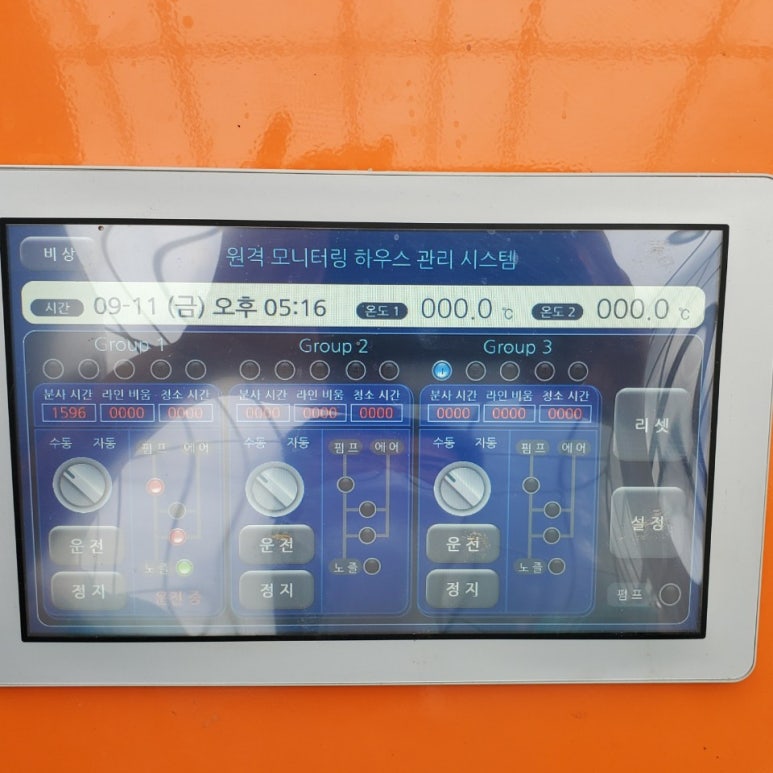 비상
원격 모니터링 하우스 관리 시스템
시간 09-11 (금) 오후 05:16 온도 1 000.0 ℃ 온도 2 000.0 ℃
Group 1 Group 2 Group 3
분사 시간 라인 비움 청소 시간 분사 시간 라인 비움 청소 시간 분사 시간 라인 비움 청소 시간
1596 0000 0000 0000 0000 0000 0000 0000 0000
리셋
수동 자동 펌프 에어 수동 자동 펌프 에어 수동 자동 펌프 에어
설정
운전 운전 운전
노즐 노즐 노즐
정지 운전 중 정지 정지 펌프